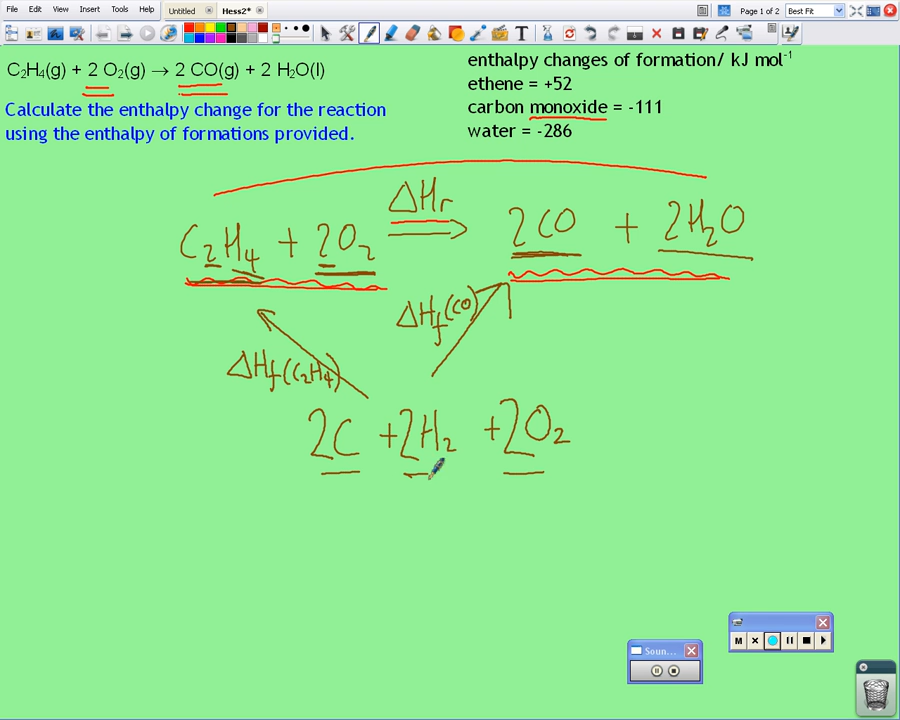 File Edit View Insert Tools Help Untitled Hess2* Page 1 of 2 Best Fit
C₂H₄(g) + 2 O₂(g) → 2 CO(g) + 2 H₂O(l)
Calculate the enthalpy change for the reaction
using the enthalpy of formations provided.
enthalpy changes of formation/ kJ mol⁻¹
ethene = +52
carbon monoxide = -111
water = -286
ΔHr
C₂H₄ + 2O₂ ⇒ 2CO + 2H₂O
ΔHf(CO)
ΔHf(C₂H₄)
2C + 2H₂ + 2O₂
Soun...
M